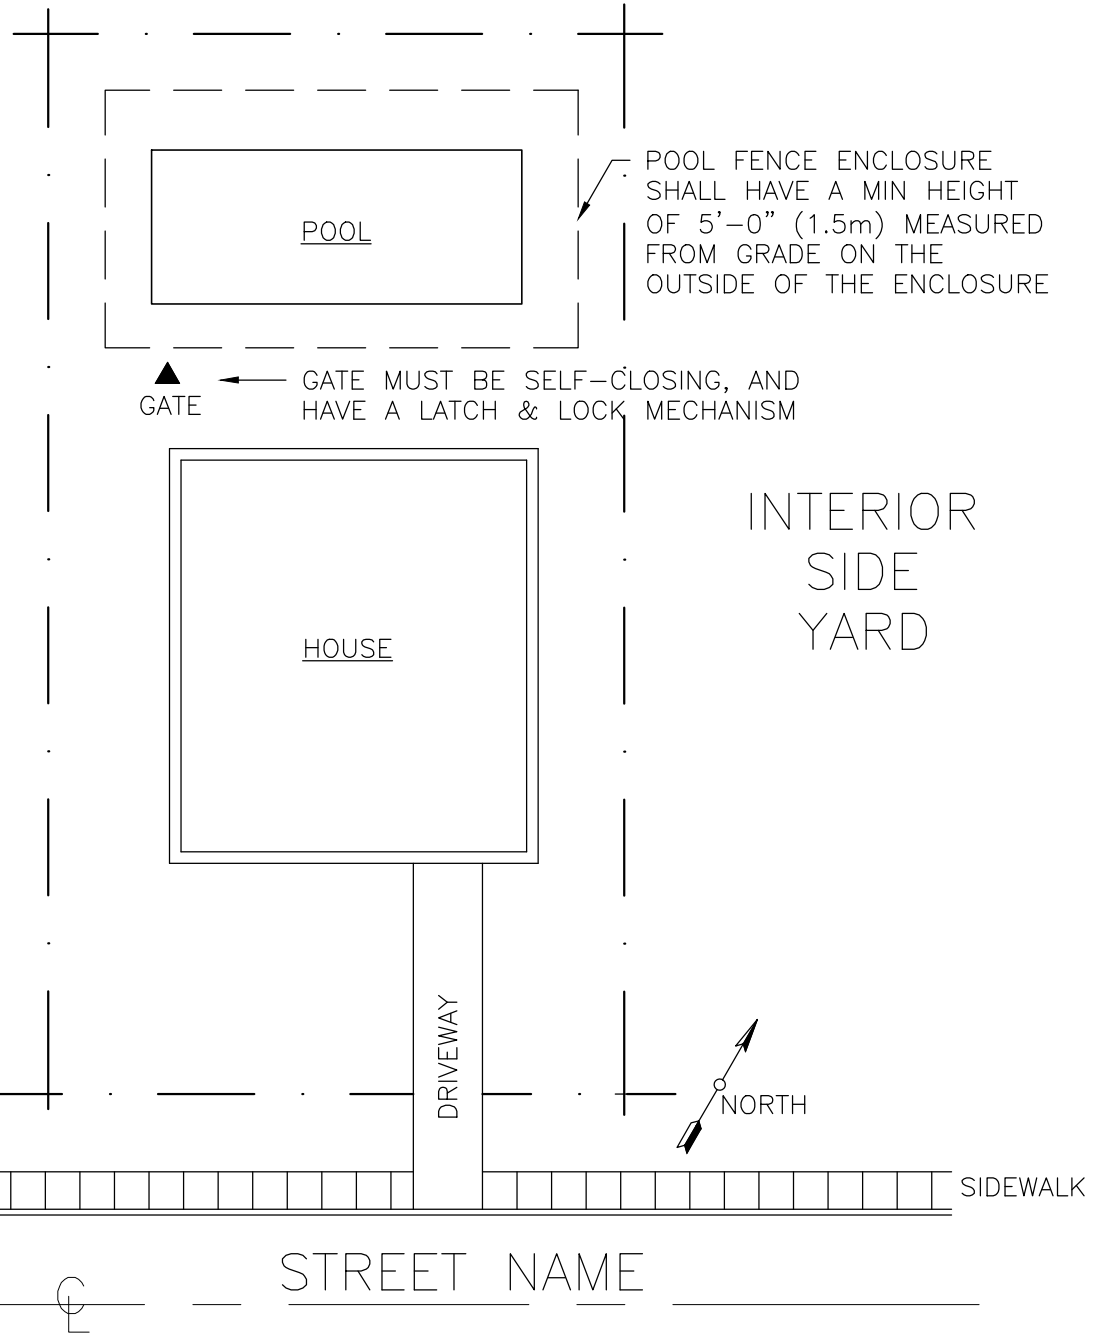 POOL
POOL FENCE ENCLOSURE
SHALL HAVE A MIN HEIGHT
OF 5'-0" (1.5m) MEASURED
FROM GRADE ON THE
OUTSIDE OF THE ENCLOSURE
GATE
GATE MUST BE SELF-CLOSING, AND
HAVE A LATCH & LOCK MECHANISM
INTERIOR
SIDE
YARD
HOUSE
DRIVEWAY
NORTH
SIDEWALK
STREET NAME
℄